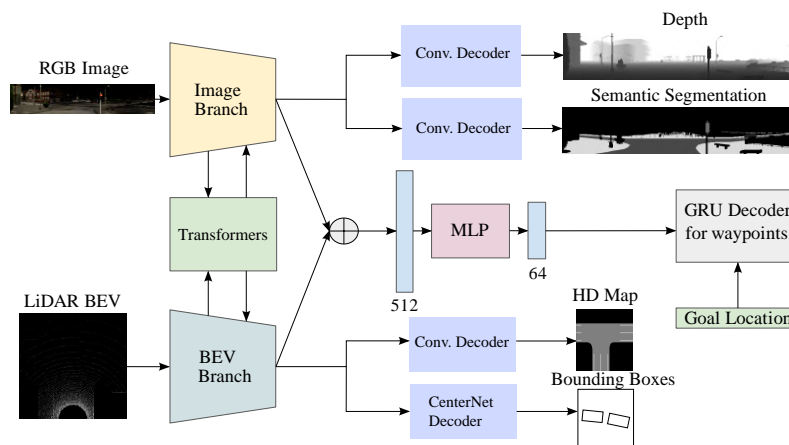 Depth
RGB Image
Image
Branch
Conv. Decoder
Semantic Segmentation
Conv. Decoder
Transformers
MLP
GRU Decoder
for waypoints
512
64
LiDAR BEV
HD Map
Goal Location
BEV
Branch
Conv. Decoder
Bounding Boxes
CenterNet
Decoder